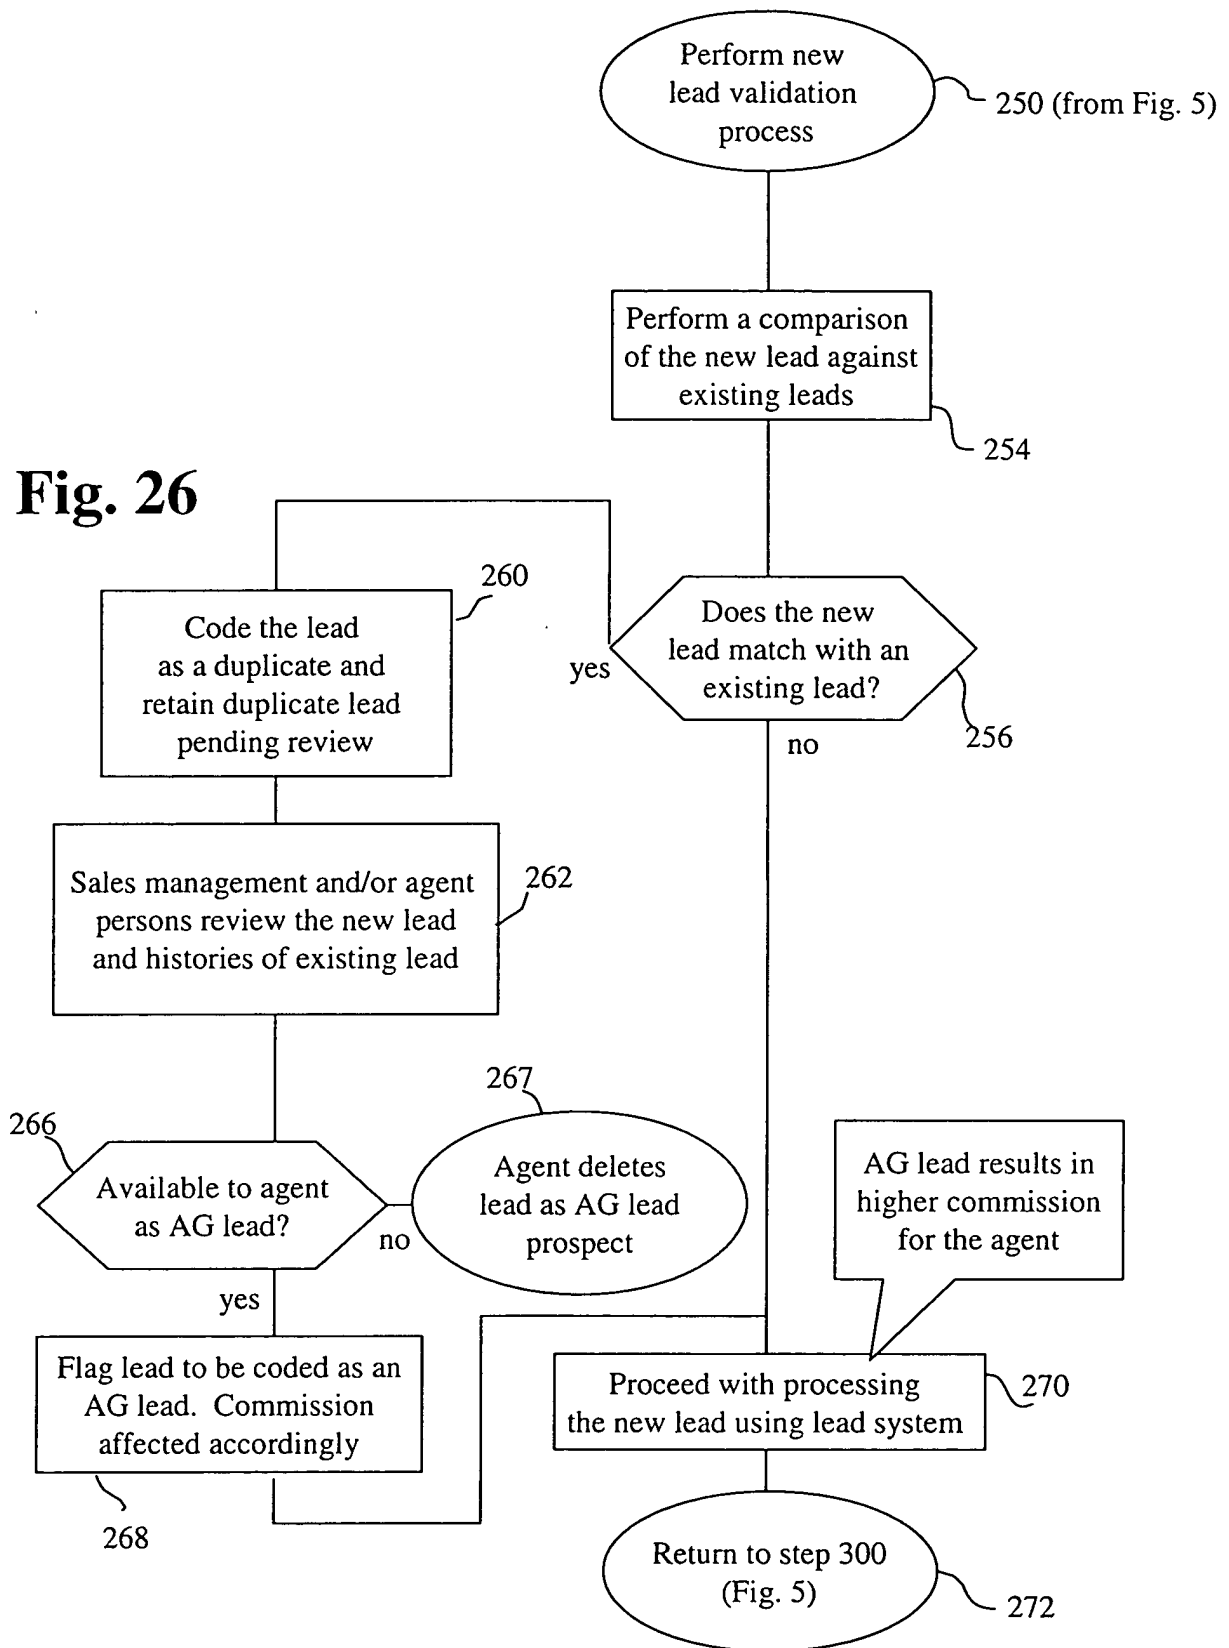 Perform new
lead validation
process
250 (from Fig. 5)
Perform a comparison
of the new lead against
existing leads
254
Fig. 26
Does the new
lead match with an
existing lead?
256
yes
no
260
Code the lead
as a duplicate and
retain duplicate lead
pending review
262
Sales management and/or agent
persons review the new lead
and histories of existing lead
266
Available to agent
as AG lead?
no
yes
267
Agent deletes
lead as AG lead
prospect
Flag lead to be coded as an
AG lead. Commission
affected accordingly
268
AG lead results in
higher commission
for the agent
Proceed with processing
the new lead using lead system
270
Return to step 300
(Fig. 5)
272